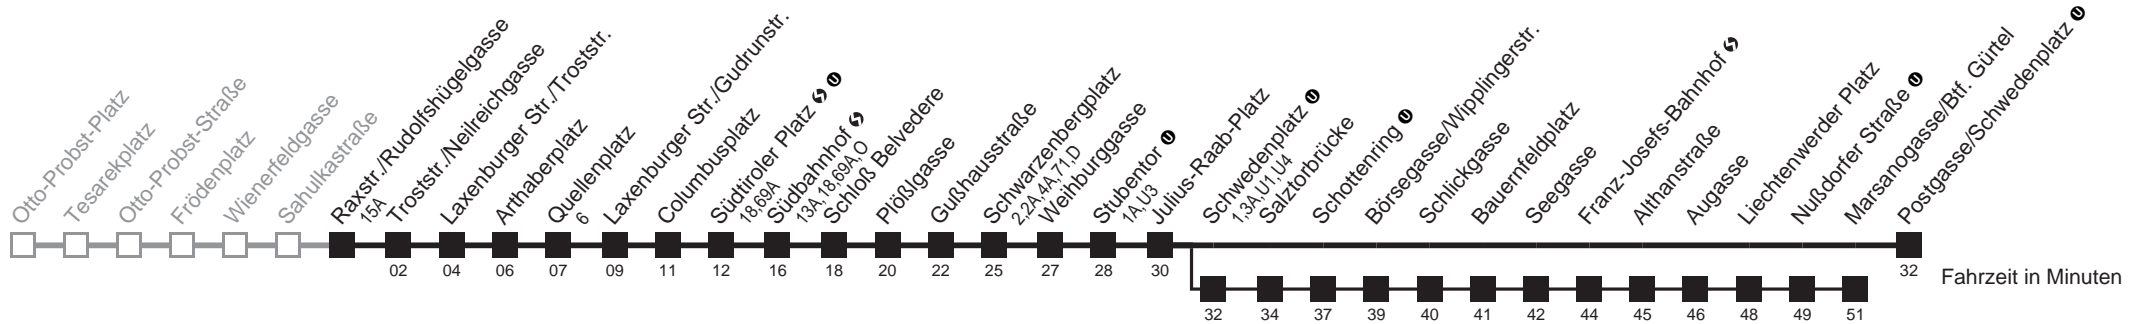 Otto-Probst-Platz
Tesarekplatz
Otto-Probst-Straße
Frödenplatz
Wienerfeldgasse
Sahulkastraße
Raxstr./Rudolfshügelgasse
15A
Troststr./Neilreichgasse
02
Laxenburger Str./Troststr.
04
Arthaberplatz
06
Quellenplatz
6
07
Laxenburger Str./Gudrunstr.
09
Columbusplatz
11
Südtiroler Platz S U
18,69A
12
Südbahnhof S
13A,18,69A,O
16
Schloß Belvedere
18
Plößlgasse
20
Gußhausstraße
22
Schwarzenbergplatz
2,2A,4A,71,D
25
Weihburggasse
27
Stubentor U
1A,U3
28
Julius-Raab-Platz
30
Schwedenplatz U
1,3A,U1,U4
32
Salztorbrücke
34
Schottenring U
37
Börsegasse/Wipplingerstr.
39
Schlickgasse
40
Bauernfeldplatz
41
Seegasse
42
Franz-Josefs-Bahnhof S
44
Althanstraße
45
Augasse
46
Liechtenwerder Platz
48
Nußdorfer Straße U
49
Marsanogasse/Btf. Gürtel
51
Postgasse/Schwedenplatz U
32
Fahrzeit in Minuten